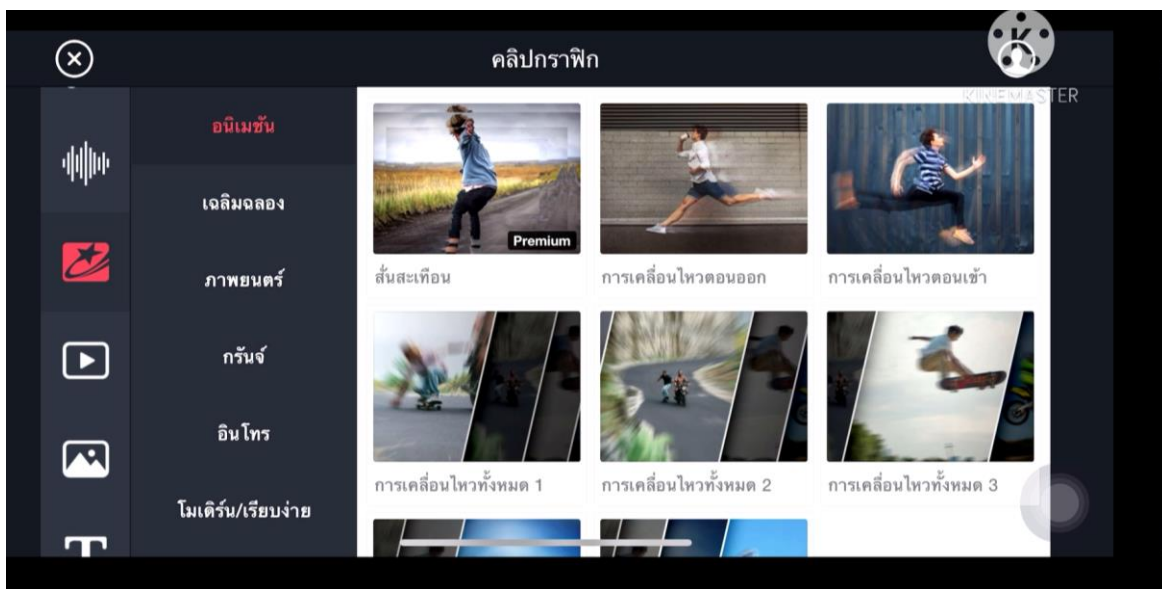 คลิปกราฟิก
K
KINEMASTER
อนิเมชัน
เฉลิมฉลอง
ภาพยนตร์
กรันจ์
อินโทร
โมเดิร์น/เรียบง่าย
Premium
สั่นสะเทือน
การเคลื่อนไหวตอนออก
การเคลื่อนไหวตอนเข้า
การเคลื่อนไหวทั้งหมด 1
การเคลื่อนไหวทั้งหมด 2
การเคลื่อนไหวทั้งหมด 3
T